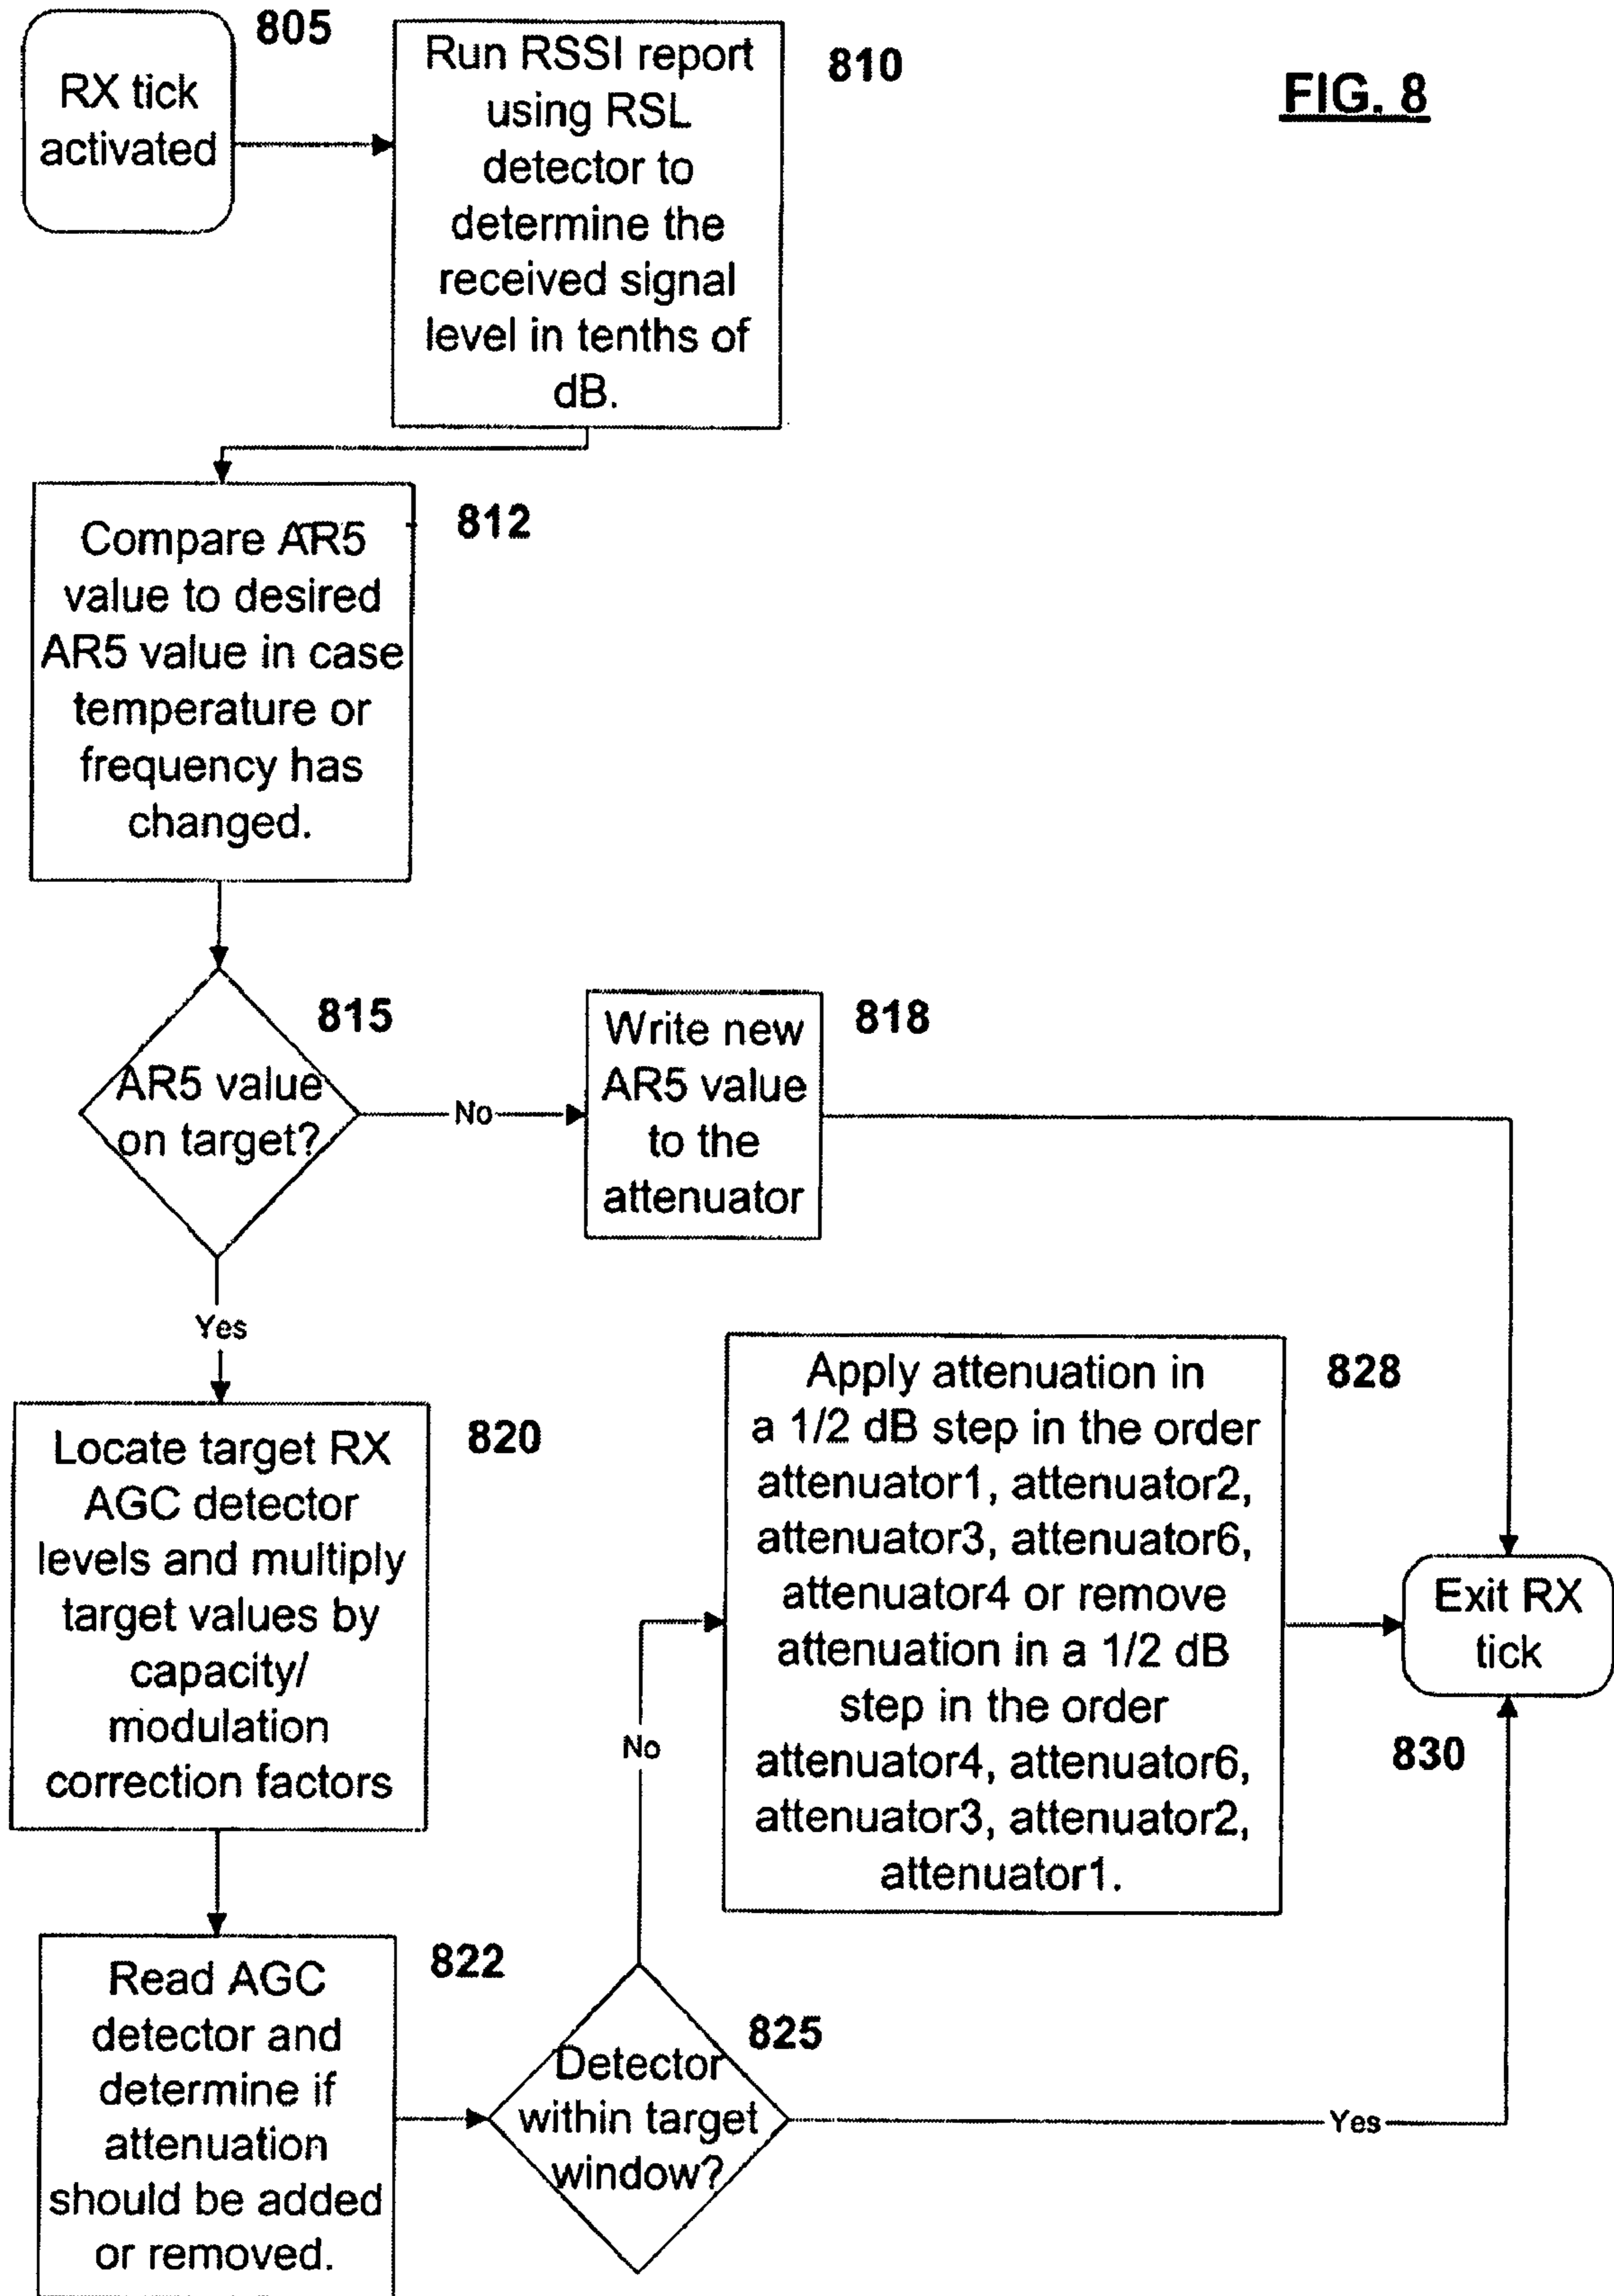 805
RX tick
activated
810
Run RSSI report
using RSL
detector to
determine the
received signal
level in tenths of
dB.
FIG. 8
812
Compare AR5
value to desired
AR5 value in case
temperature or
frequency has
changed.
815
AR5 value
on target?
No
818
Write new
AR5 value
to the
attenuator
Yes
820
Locate target RX
AGC detector
levels and multiply
target values by
capacity/
modulation
correction factors
822
Read AGC
detector and
determine if
attenuation
should be added
or removed.
825
Detector
within target
window?
No
828
Apply attenuation in
a 1/2 dB step in the order
attenuator1, attenuator2,
attenuator3, attenuator6,
attenuator4 or remove
attenuation in a 1/2 dB
step in the order
attenuator4, attenuator6,
attenuator3, attenuator2,
attenuator1.
Yes
Exit RX
tick
830